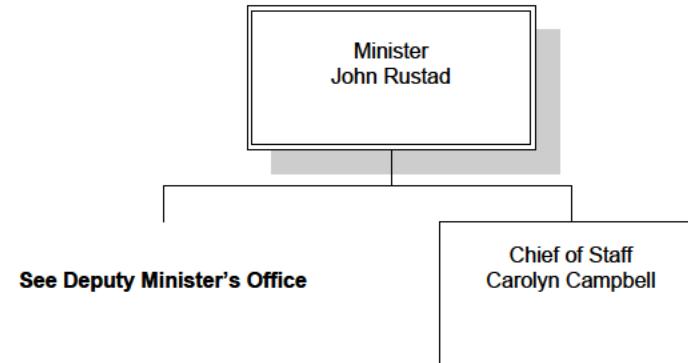 Minister
John Rustad
See Deputy Minister's Office
Chief of Staff
Carolyn Campbell